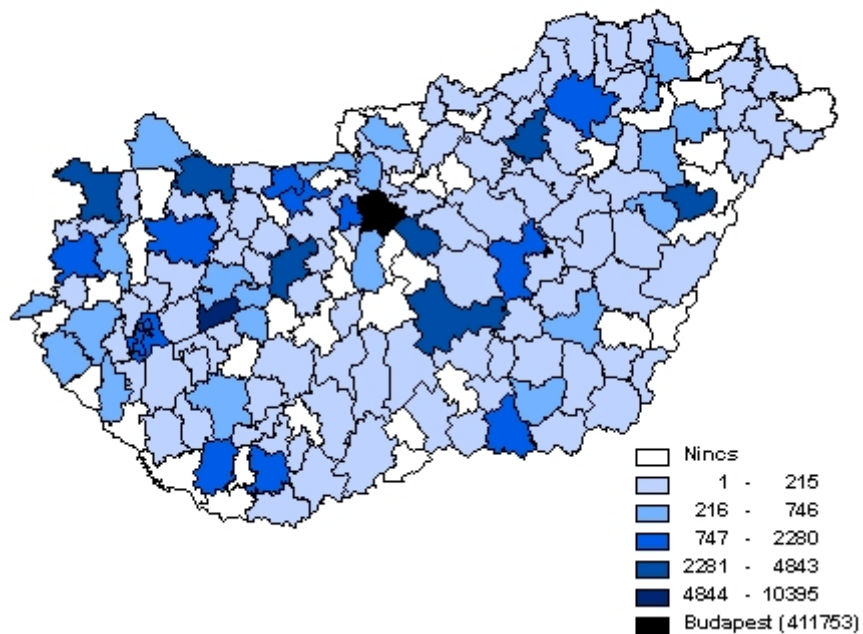 Nincs
1 - 215
216 - 746
747 - 2280
2281 - 4843
4844 - 10395
Budapest (411753)